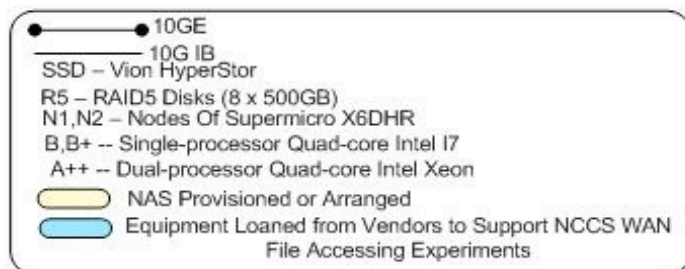 10GE
10G IB
SSD – Vion HyperStor
R5 – RAID5 Disks (8 x 500GB)
N1,N2 – Nodes Of Supermicro X6DHR
B,B+ -- Single-processor Quad-core Intel I7
A++ -- Dual-processor Quad-core Intel Xeon
NAS Provisioned or Arranged
Equipment Loaned from Vendors to Support NCCS WAN
File Accessing Experiments